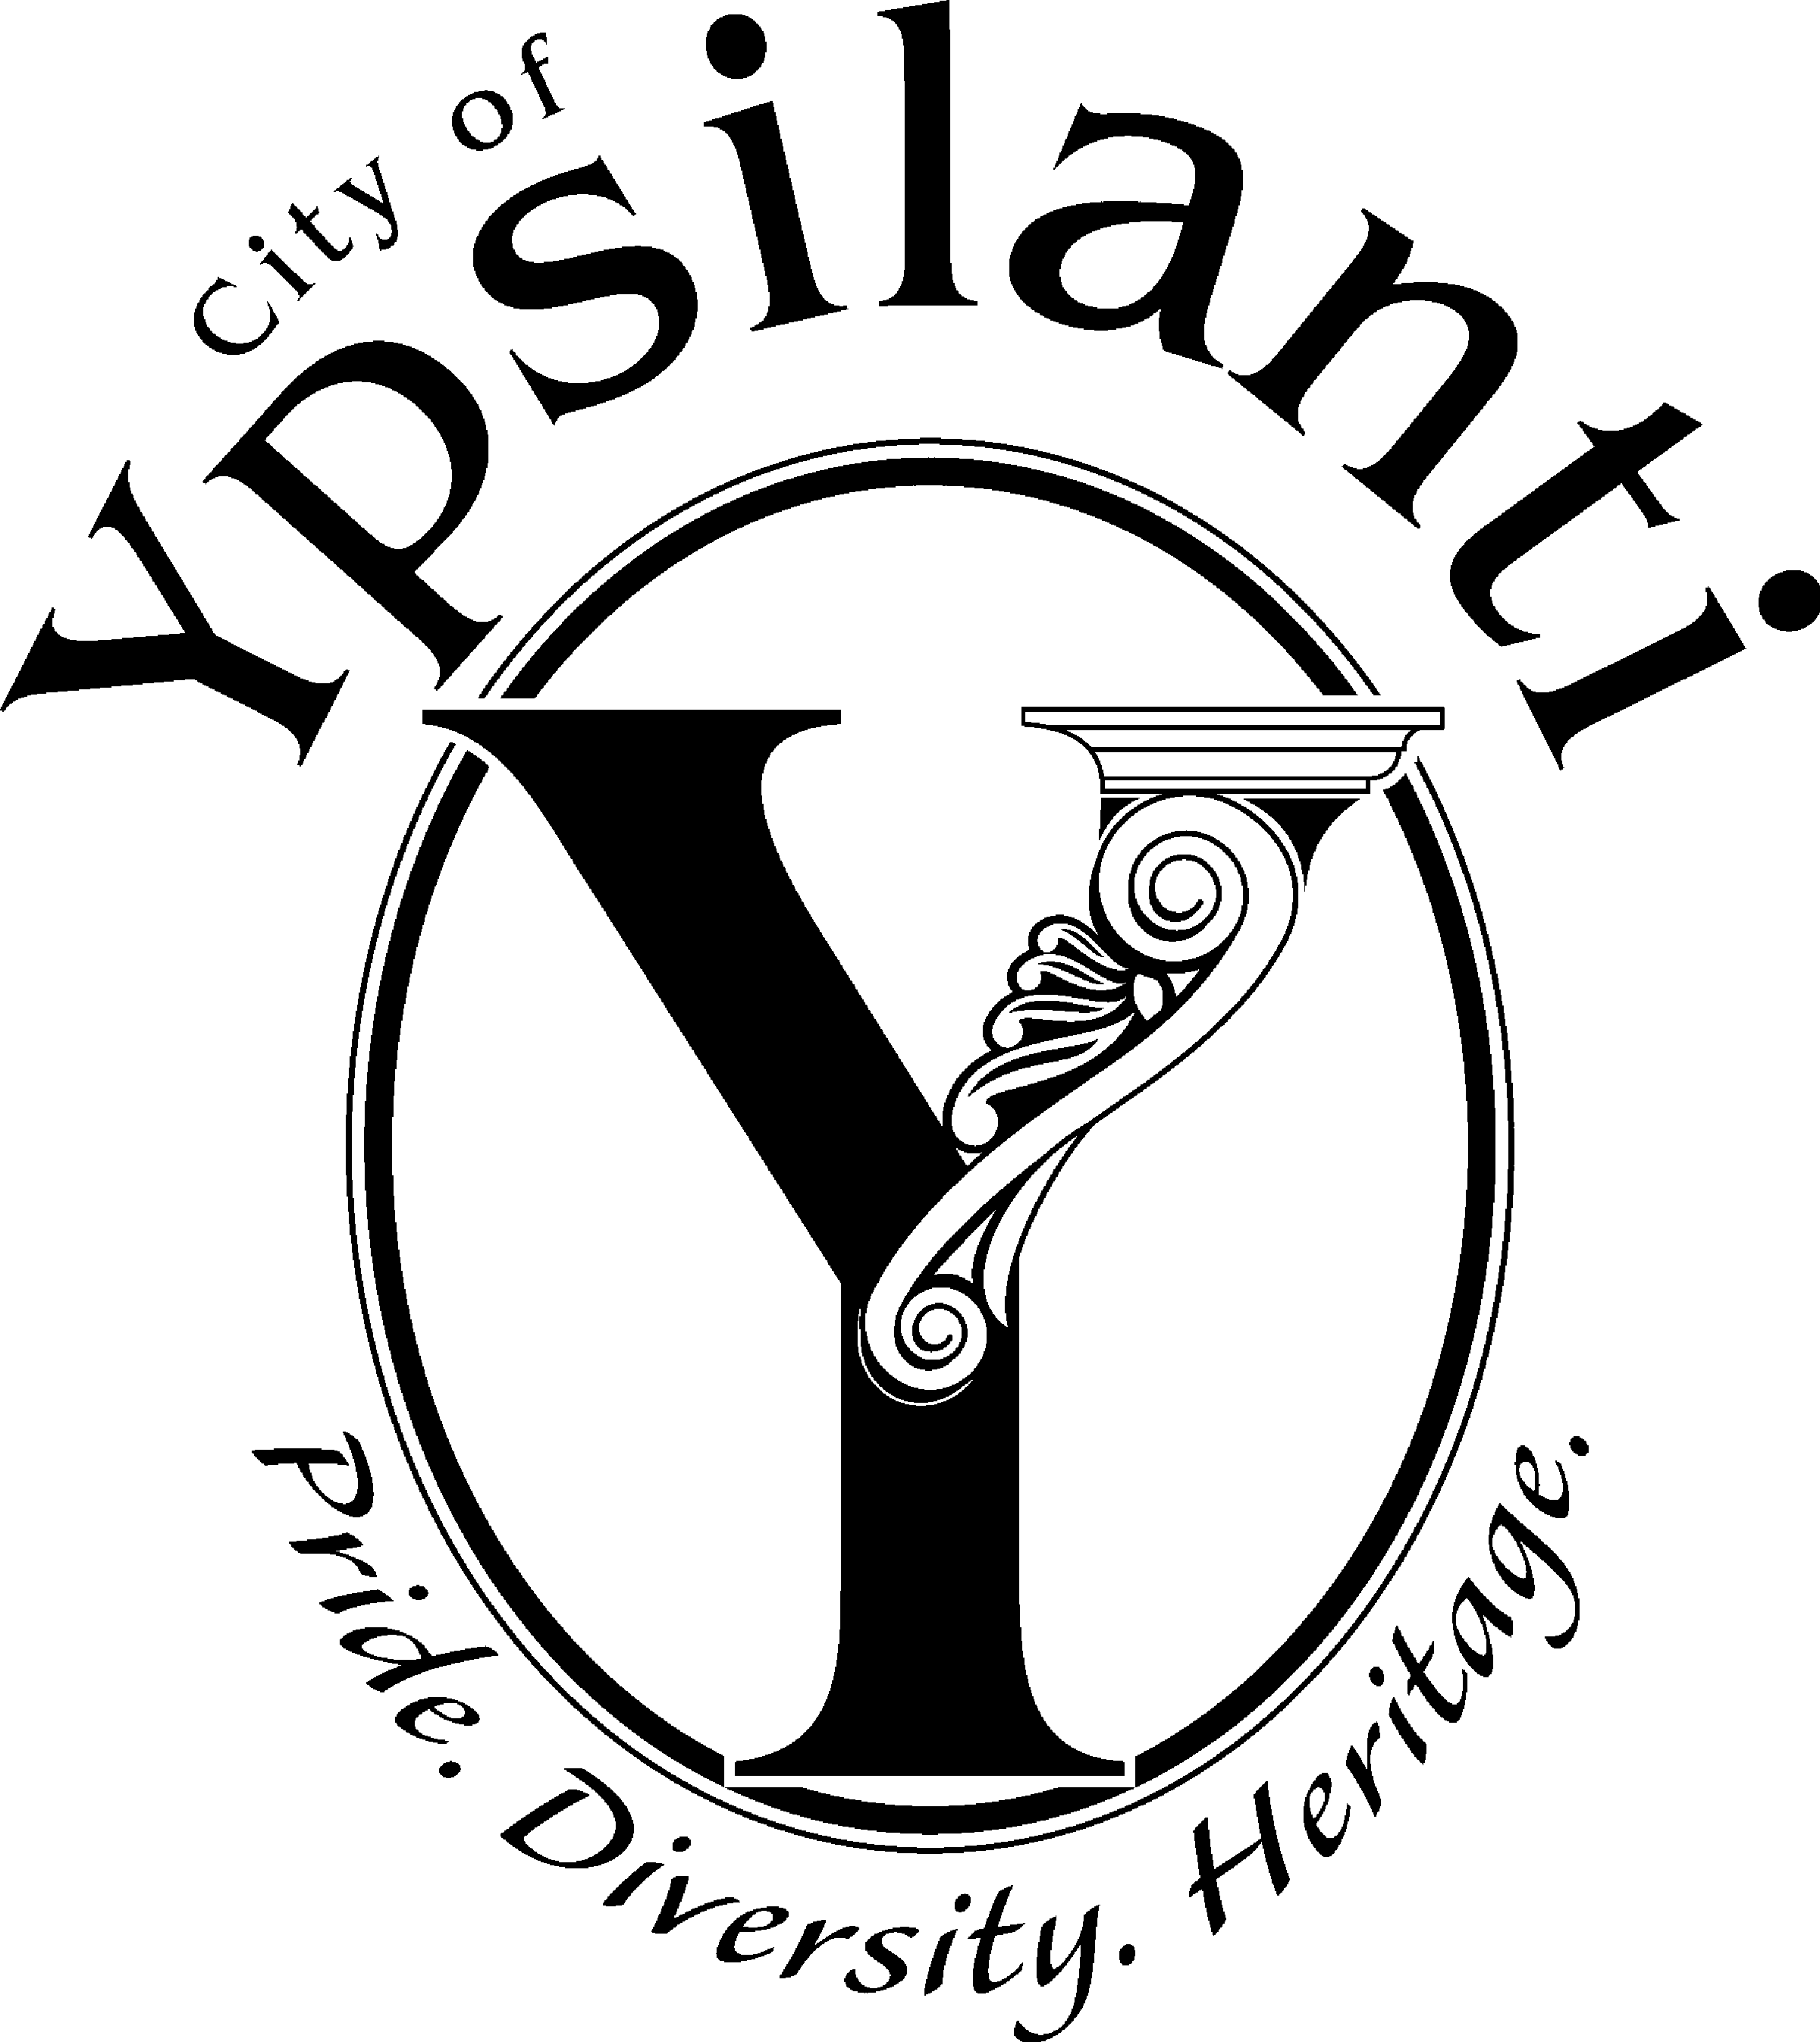 City of
Ypsilanti
Y
Pride. Diversity. Heritage.